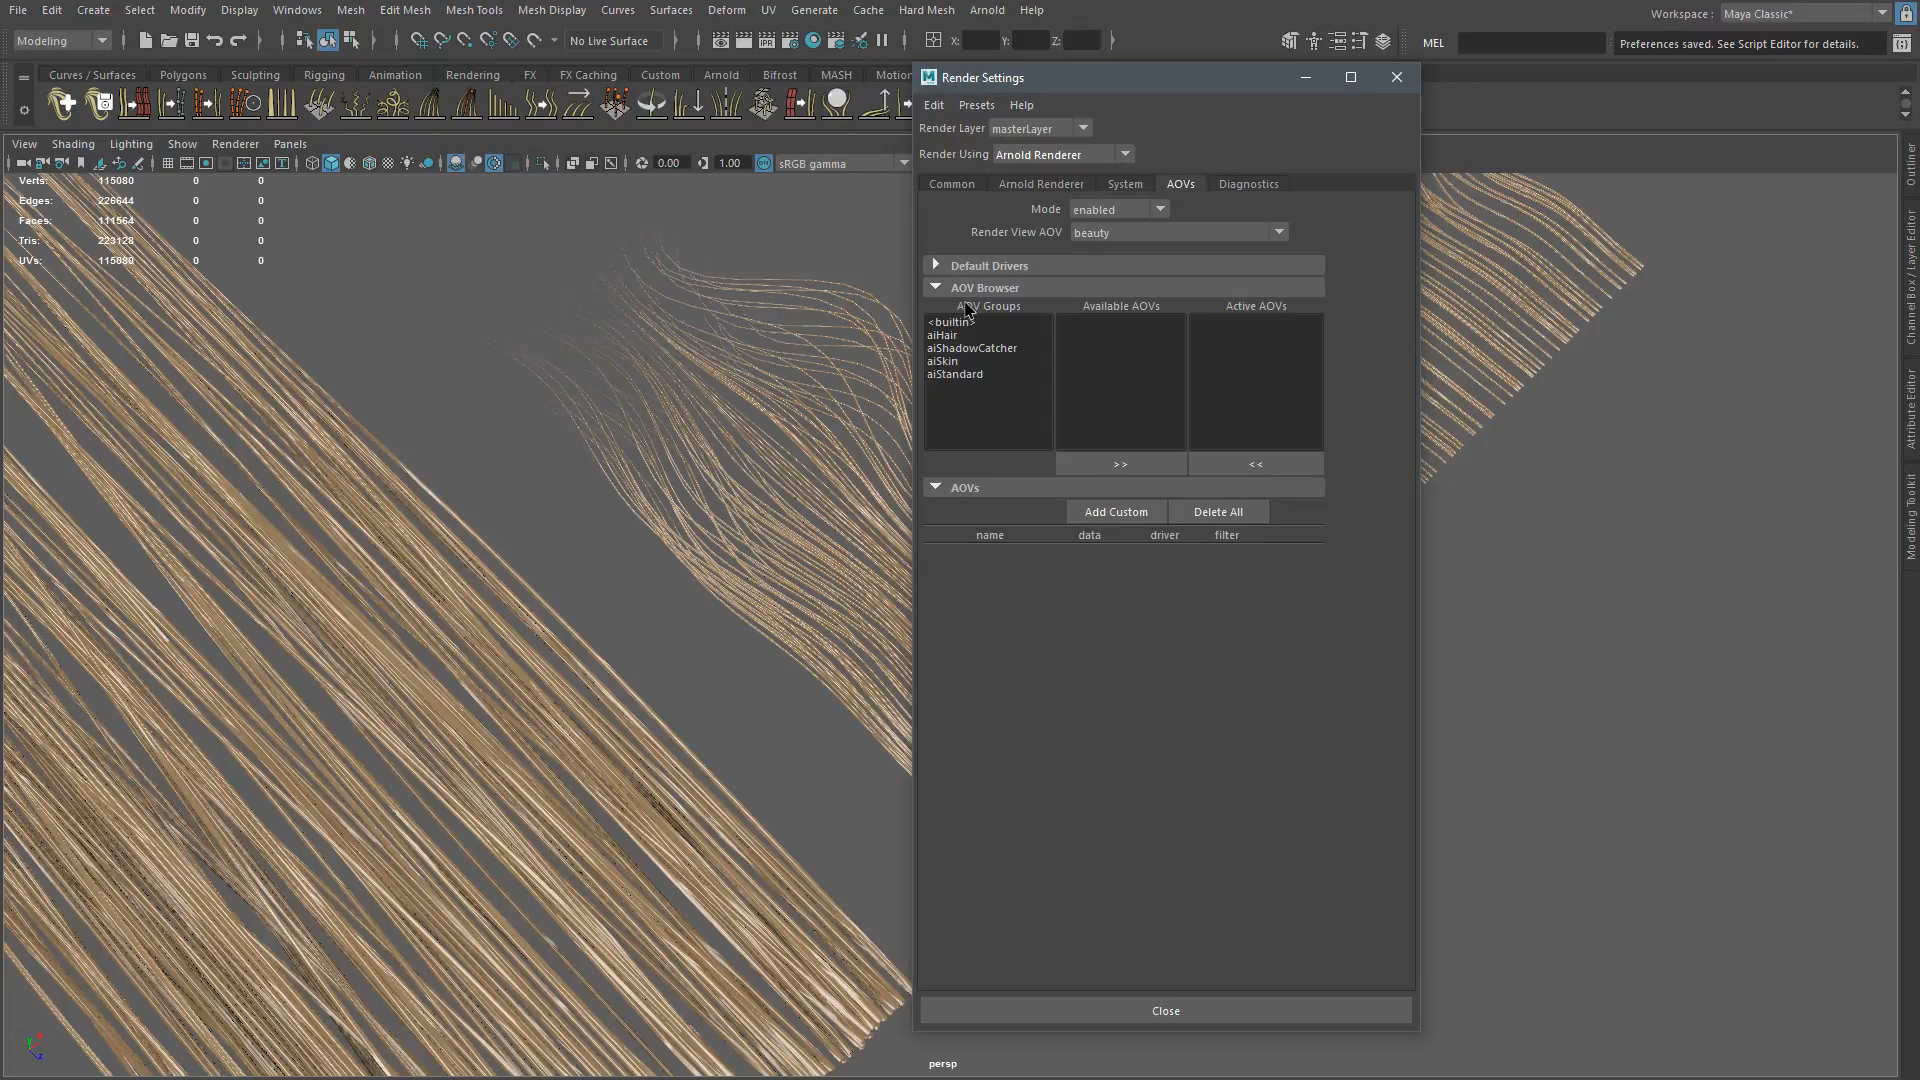 File Edit Create Select Modify Display Windows Mesh Edit Mesh Mesh Tools Mesh Display Curves Surfaces Deform UV Generate Cache Hard Mesh Arnold Help
Workspace : Maya Classic*
Modeling
No Live Surface
X: Y: Z:
MEL
Preferences saved. See Script Editor for details.
Curves / Surfaces Polygons Sculpting Rigging Animation Rendering FX FX Caching Custom Arnold Bifrost MASH Motion
View Shading Lighting Show Renderer Panels
0.00 1.00 ON sRGB gamma
Verts: 115080 0 0
Edges: 226644 0 0
Faces: 111564 0 0
Tris: 223128 0 0
UVs: 115080 0 0
Render Settings
Edit Presets Help
Render Layer masterLayer
Render Using Arnold Renderer
Common Arnold Renderer System AOVs Diagnostics
Mode enabled
Render View AOV beauty
Default Drivers
AOV Browser
AOV Groups Available AOVs Active AOVs
<builtin>
aiHair
aiShadowCatcher
aiSkin
aiStandard
>> <<
AOVs
Add Custom Delete All
name data driver filter
Close
persp
Outliner
Channel Box / Layer Editor
Attribute Editor
Modeling Toolkit